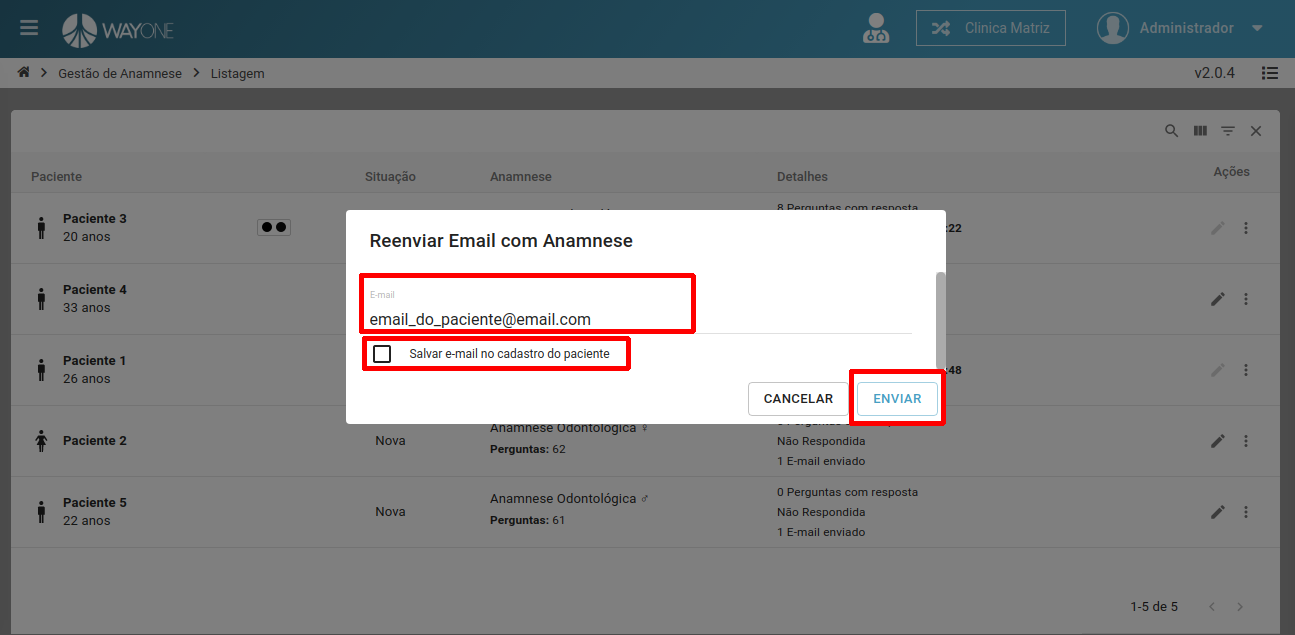 WAYONE
Clinica Matriz
Administrador
Gestão de Anamnese
Listagem
v2.0.4
Paciente
Situação
Anamnese
Detalhes
Ações
Paciente 3
20 anos
8 Perguntas com resposta
:22
Paciente 4
33 anos
Paciente 1
26 anos
:48
Reenviar Email com Anamnese
E-mail
email_do_paciente@email.com
Salvar e-mail no cadastro do paciente
CANCELAR
ENVIAR
Paciente 2
Nova
Anamnese Odontológica ♀
Perguntas: 62
Não Respondida
1 E-mail enviado
Paciente 5
22 anos
Nova
Anamnese Odontológica ♂
Perguntas: 61
0 Perguntas com resposta
Não Respondida
1 E-mail enviado
1-5 de 5